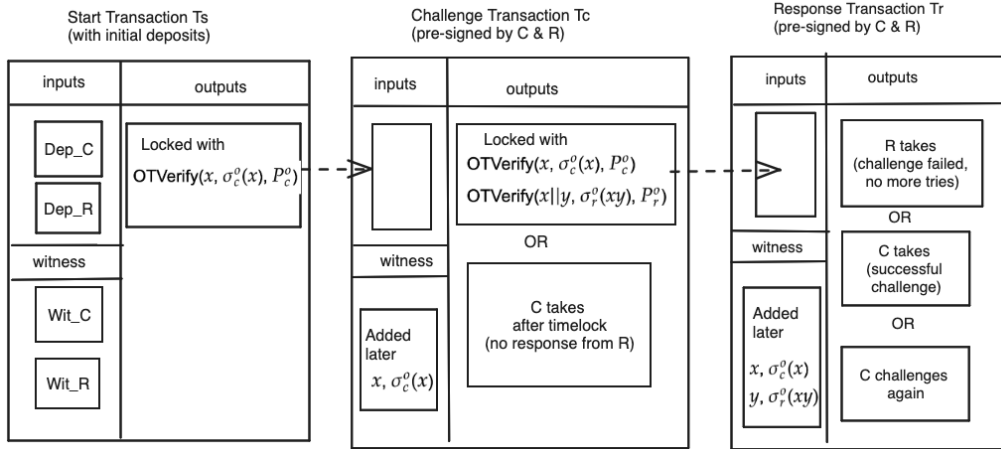 Start Transaction Ts
(with initial deposits)
inputs
outputs
Dep_C
Dep_R
Locked with
OTVerify(x, σ_c^o(x), P_c^o)
witness
Wit_C
Wit_R
Challenge Transaction Tc
(pre-signed by C & R)
inputs
outputs
Locked with
OTVerify(x, σ_c^o(x), P_c^o)
OTVerify(x||y, σ_r^o(xy), P_r^o)
OR
witness
C takes
after timelock
(no response from R)
Added
later
x, σ_c^o(x)
Response Transaction Tr
(pre-signed by C & R)
inputs
outputs
R takes
(challenge failed,
no more tries)
OR
witness
C takes
(successful
challenge)
OR
Added
later
x, σ_c^o(x)
y, σ_r^o(xy)
C challenges
again